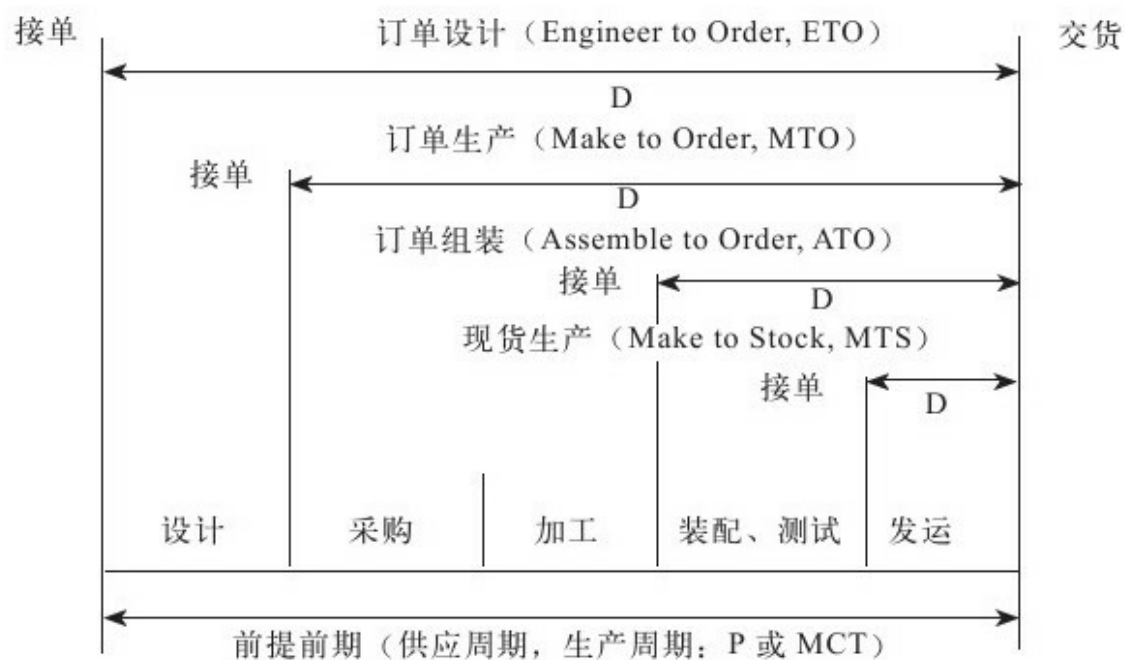 接单
订单设计（Engineer to Order, ETO）
交货
D
订单生产（Make to Order, MTO）
接单
D
订单组装（Assemble to Order, ATO）
接单
D
现货生产（Make to Stock, MTS）
接单
D
设计
采购
加工
装配、测试
发运
前提前期（供应周期，生产周期：P 或 MCT）